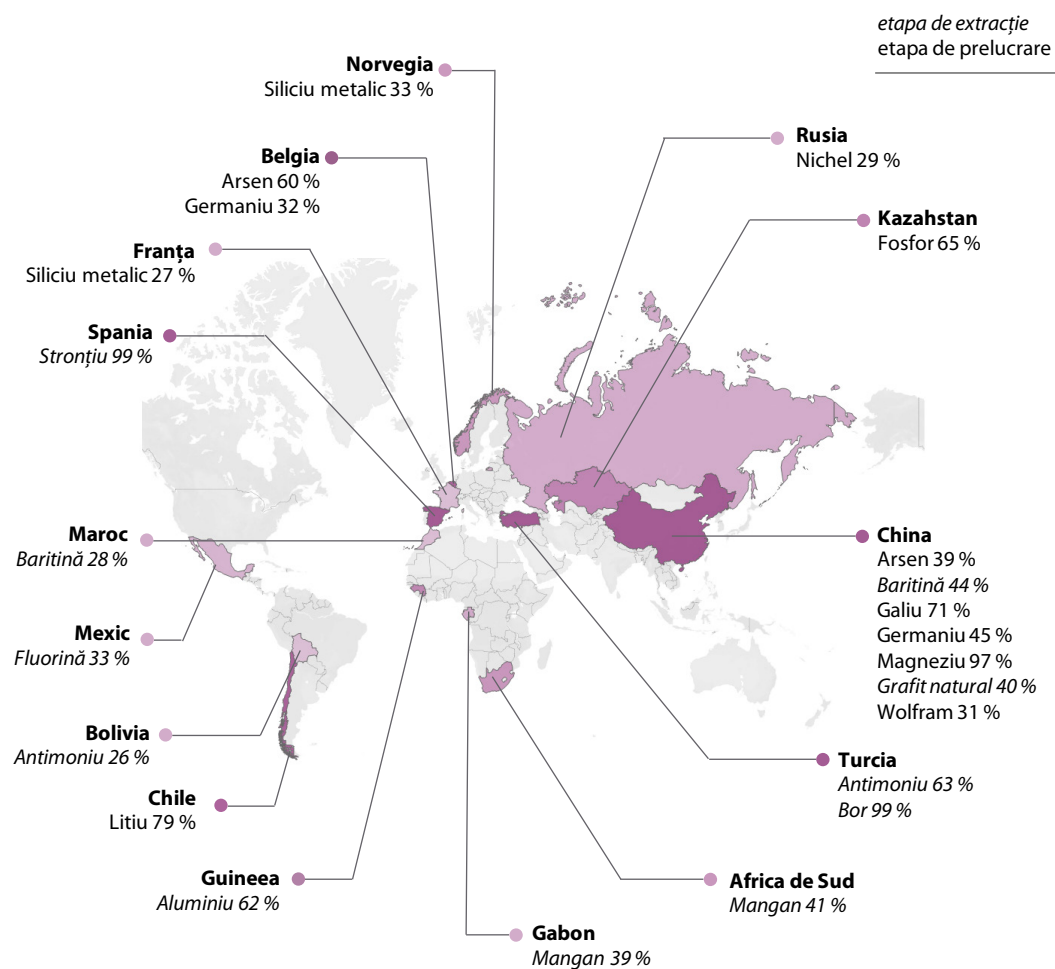 etapa de extracție
etapa de prelucrare
Norvegia
Siliciu metalic 33 %
Belgia
Arsen 60 %
Germaniu 32 %
Franța
Siliciu metalic 27 %
Spania
Stronțiu 99 %
Rusia
Nichel 29 %
Kazahstan
Fosfor 65 %
Maroc
Baritină 28 %
Mexic
Fluorină 33 %
Bolivia
Antimoniu 26 %
Chile
Litiu 79 %
Guineea
Aluminiu 62 %
Gabon
Mangan 39 %
Africa de Sud
Mangan 41 %
Turcia
Antimoniu 63 %
Bor 99 %
China
Arsen 39 %
Baritină 44 %
Galiu 71 %
Germaniu 45 %
Magneziu 97 %
Grafit natural 40 %
Wolfram 31 %